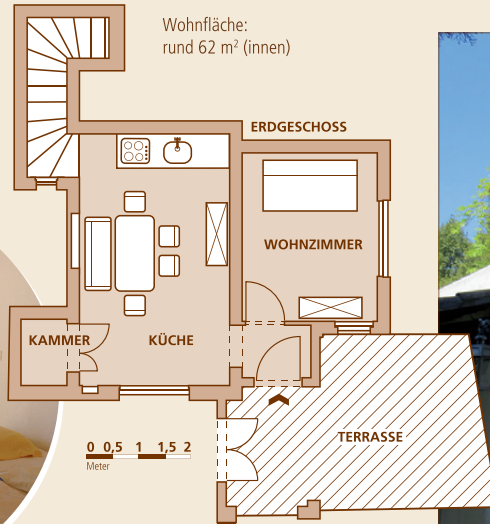 Wohnfläche:
rund 62 m² (innen)
ERDGESCHOSS
WOHNZIMMER
KAMMER
KÜCHE
TERRASSE
0 0,5 1 1,5 2
Meter